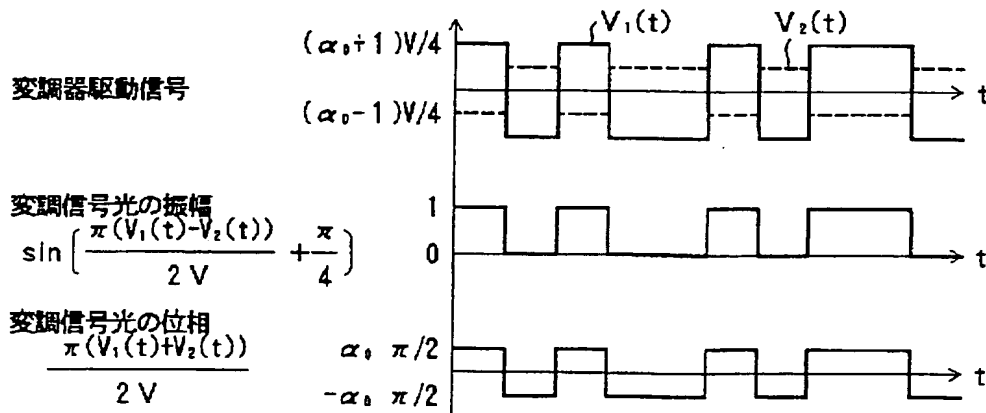 (α₀+1)V/4
V₁(t)
V₂(t)
変調器駆動信号
t
(α₀-1)V/4
変調信号光の振幅
sin[π(V₁(t)-V₂(t))/2V + π/4]
1
0
t
変調信号光の位相
π(V₁(t)+V₂(t))/2V
α₀ π/2
-α₀ π/2
t